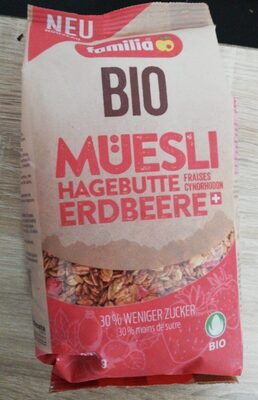 NEU
familia
BIO
MÜESLI
HAGEBUTTE
FRAISES
CYNORHODON
ERDBEERE
30% WENIGER ZUCKER
30% moins de sucre
BIO